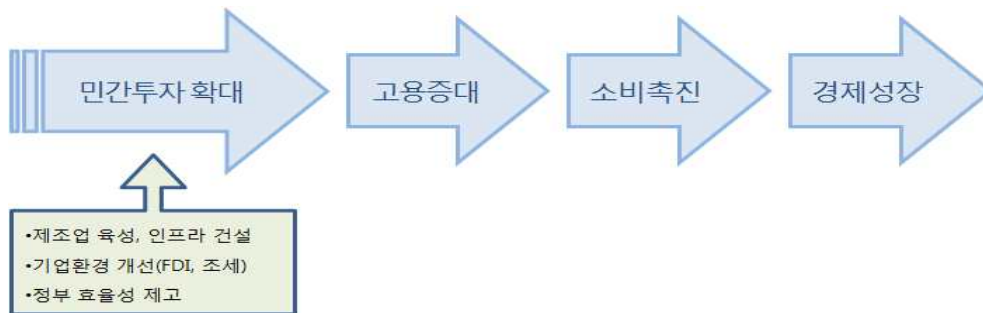 민간투자 확대
고용증대
소비촉진
경제성장
•제조업 육성, 인프라 건설
•기업환경 개선(FDI, 조세)
•정부 효율성 제고